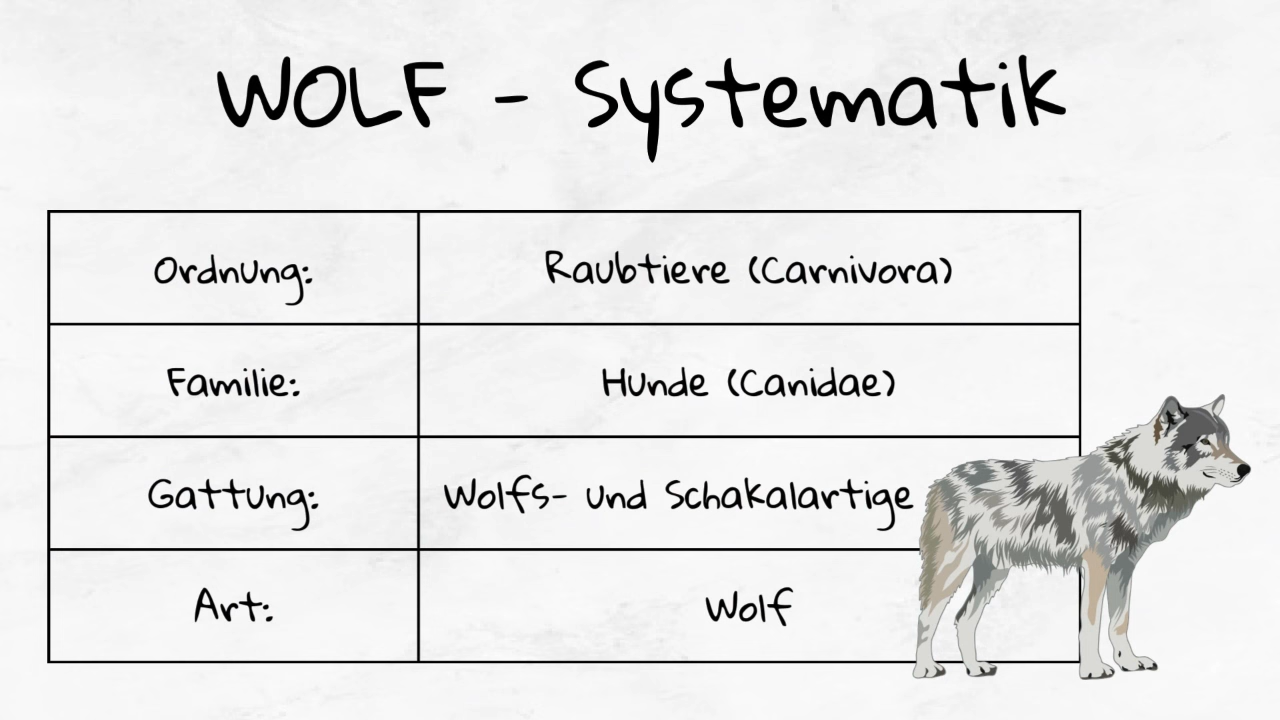 WOLF - Systematik
Ordnung:
Raubtiere (Carnivora)
Familie:
Hunde (Canidae)
Gattung:
Wolfs- und Schakalartige
Art:
Wolf